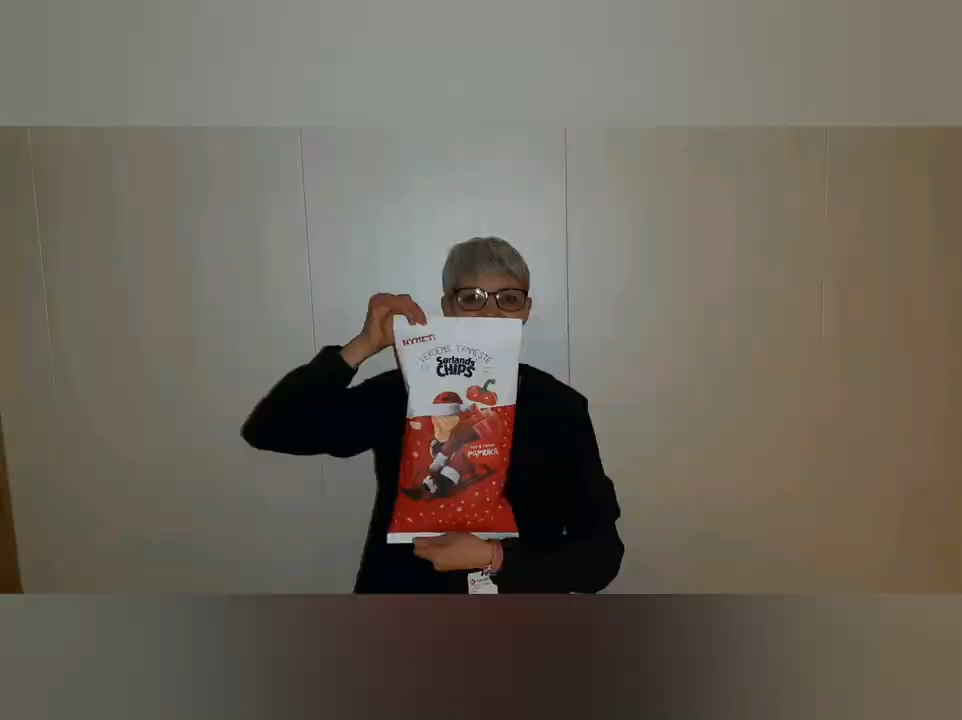 NYHET!
VERDENS TYNNESTE
Sørlands
CHIPS
PAPRIKA